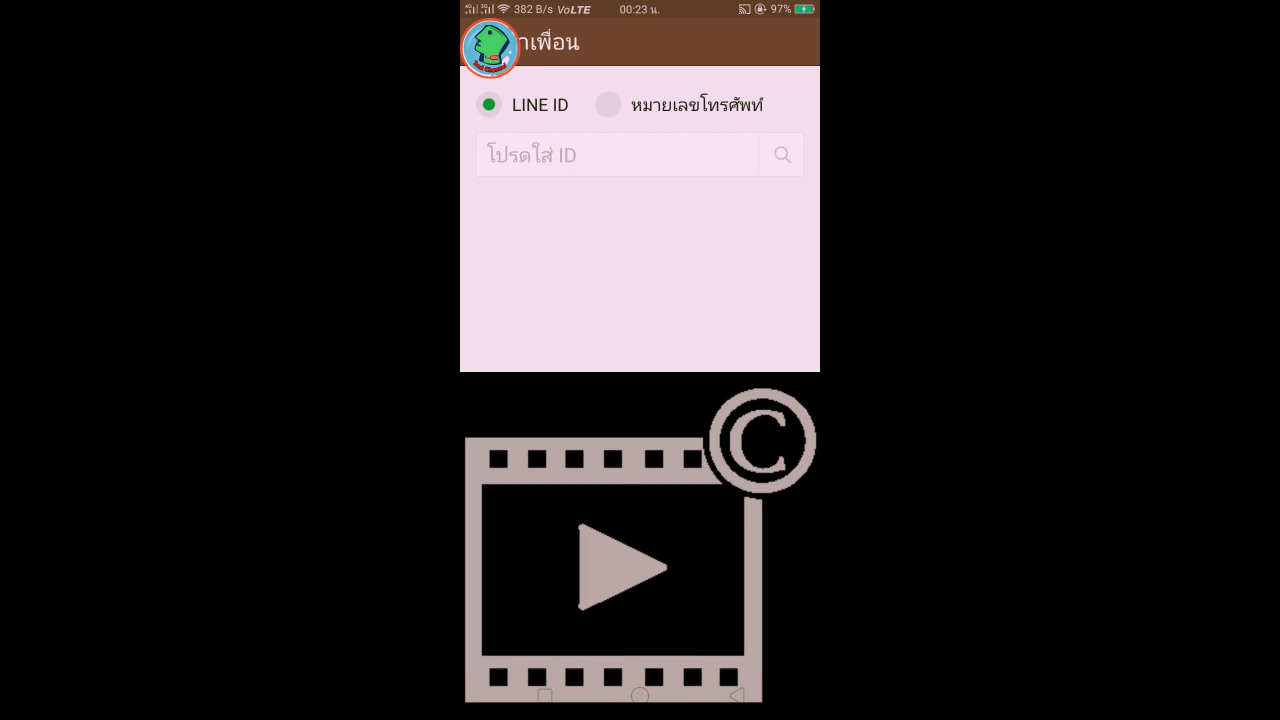 382 B/s VoLTE 00:23 น. 97%
าเพื่อน
LINE ID หมายเลขโทรศัพท์
โปรดใส่ ID
©